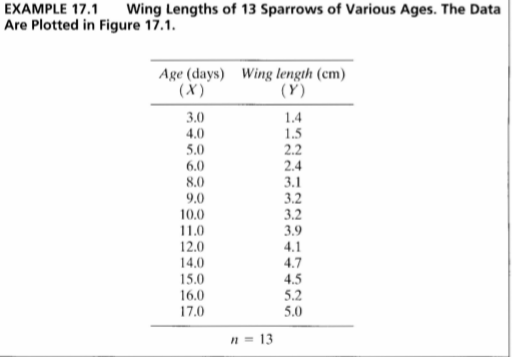 EXAMPLE 17.1 Wing Lengths of 13 Sparrows of Various Ages. The Data
Are Plotted in Figure 17.1.
Age (days) Wing length (cm)
(X) (Y)
3.0 1.4
4.0 1.5
5.0 2.2
6.0 2.4
8.0 3.1
9.0 3.2
10.0 3.2
11.0 3.9
12.0 4.1
14.0 4.7
15.0 4.5
16.0 5.2
17.0 5.0
n = 13